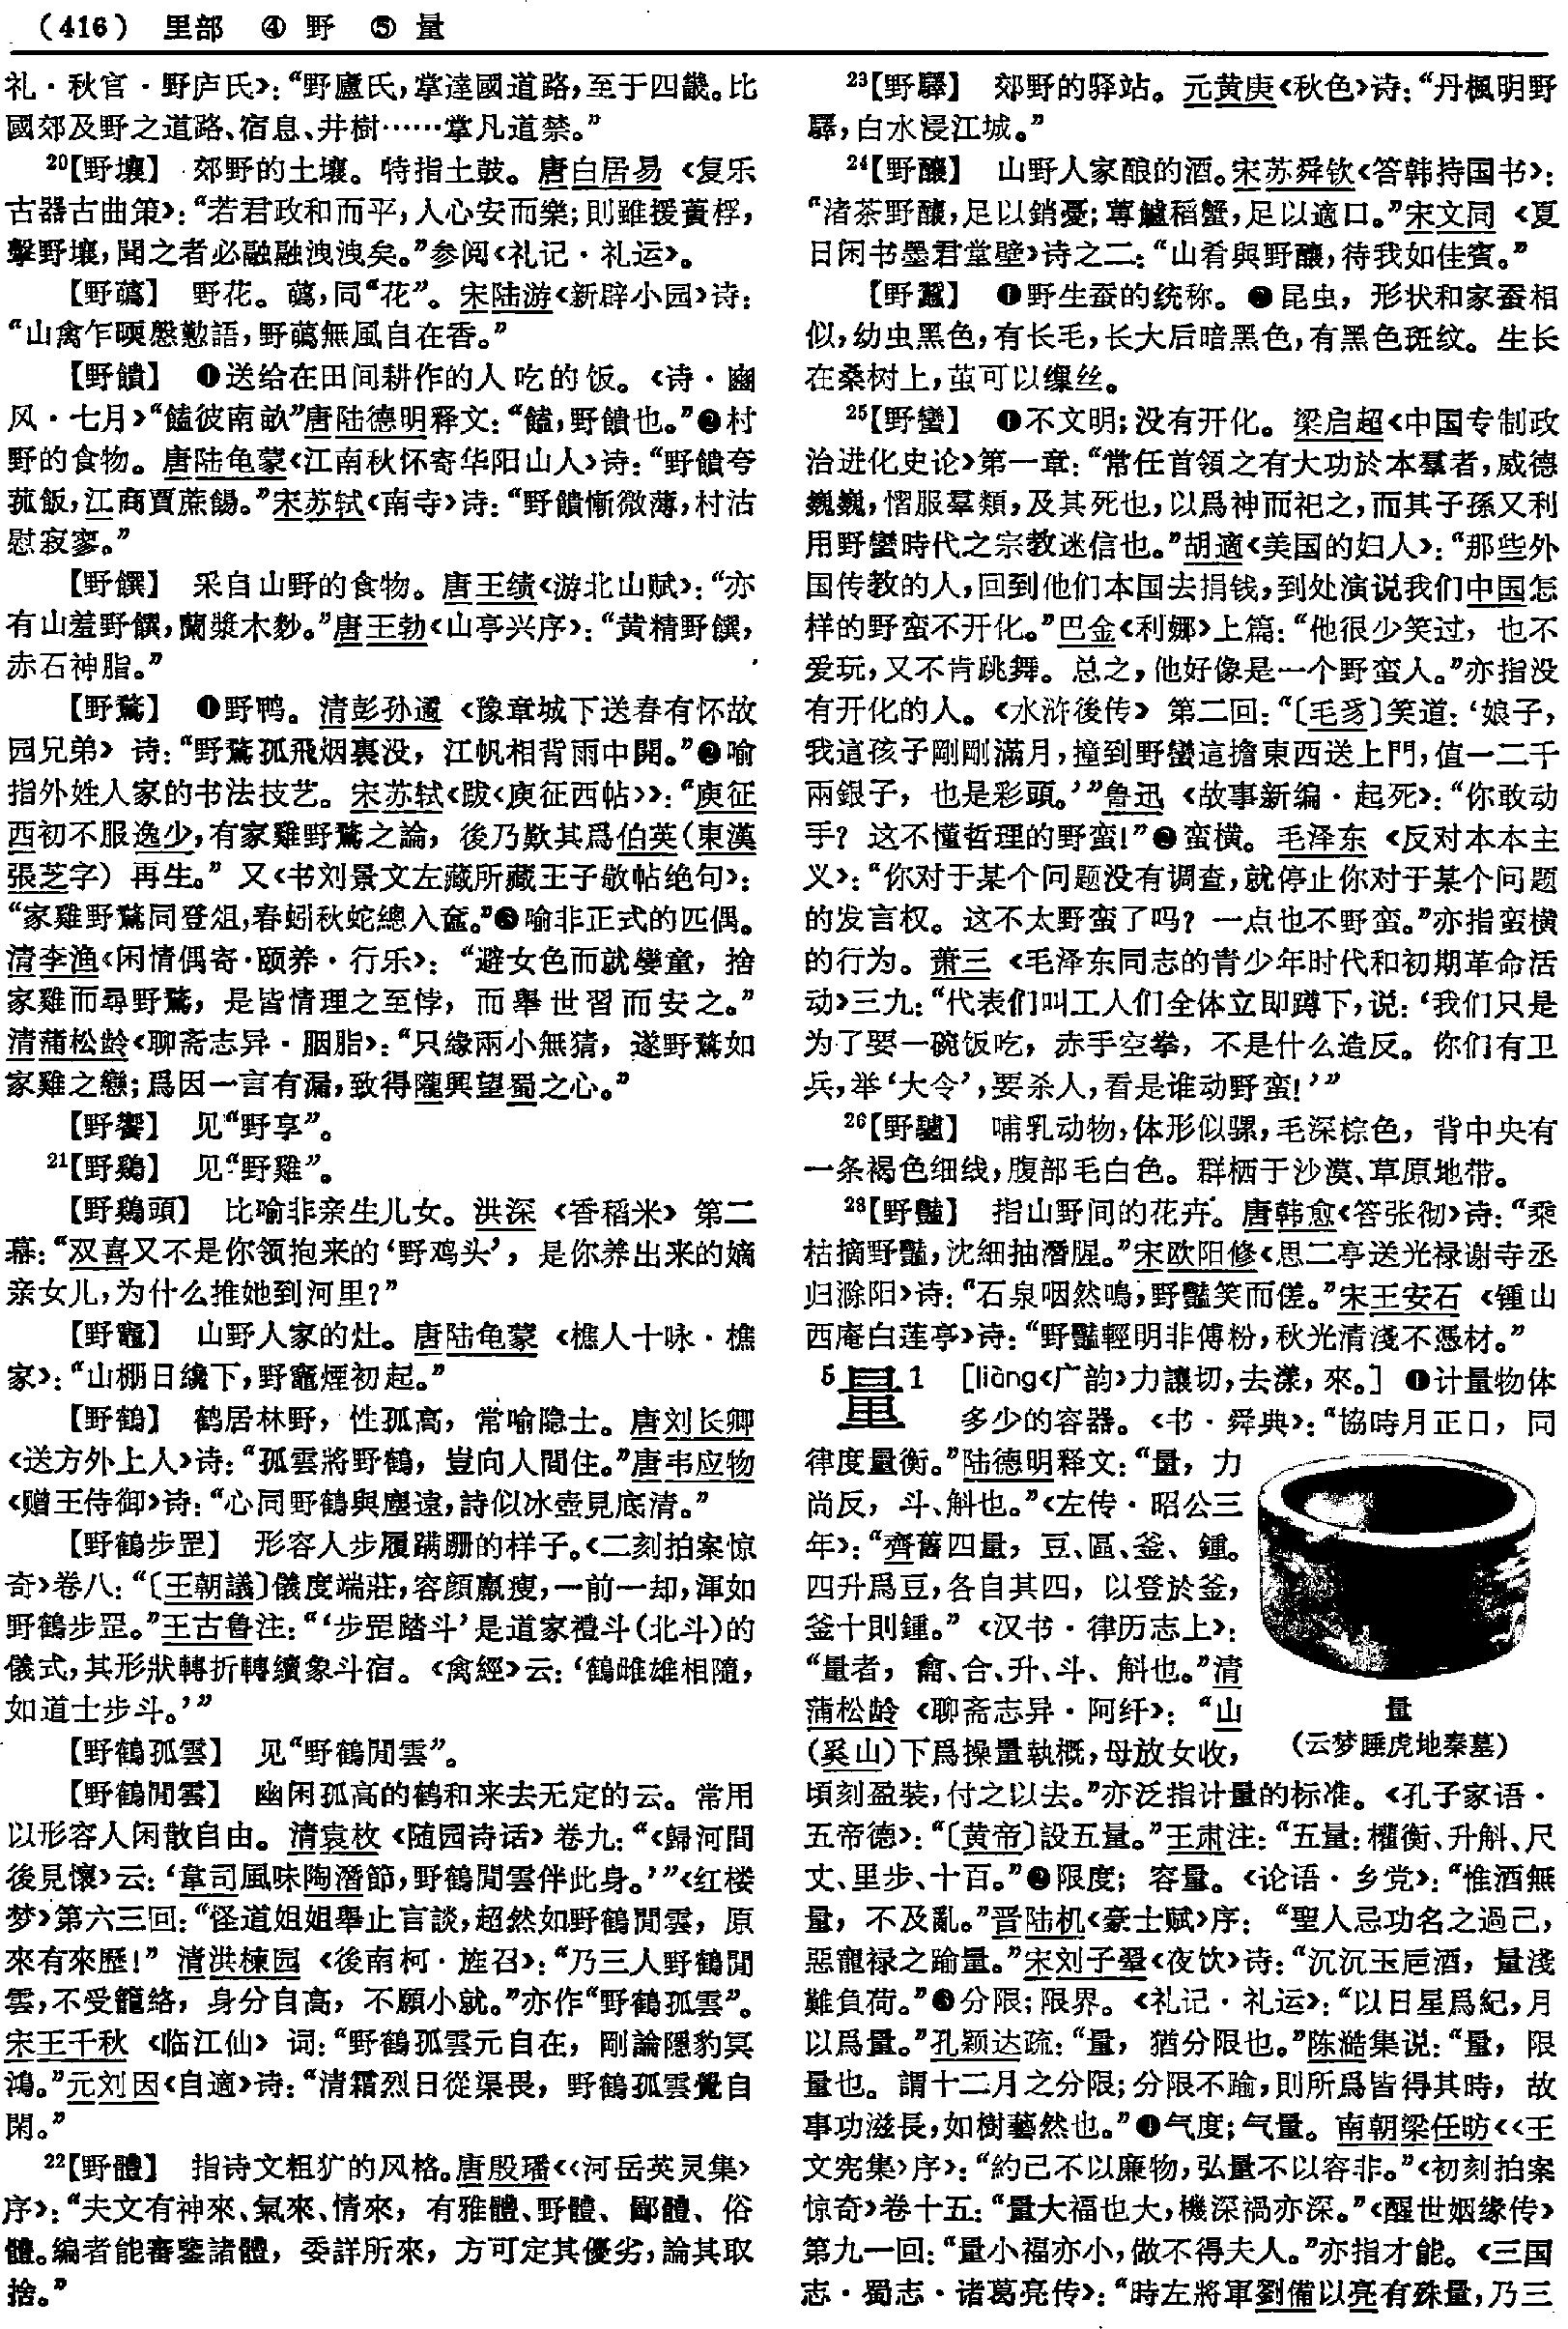 （416） 里部 ④ 野 ⑤ 量
礼·秋官·野庐氏》：“野廬氏，掌達國道路，至于四畿。比
國郊及野之道路、宿息、井樹……掌凡道禁。”
20【野壤】 郊野的土壤。特指土鼓。唐白居易《复乐
古器古曲策》：“若君政和而平，人心安而樂；則雖援蕢桴，
擊野壤，聞之者必融融洩洩矣。”参阅《礼记·礼运》。
【野蘤】 野花。蘤，同“花”。宋陆游《新辟小园》诗：
“山禽乍暝慇懃語，野蘤無風自在香。”
【野饋】 ❶送给在田间耕作的人吃的饭。《诗·豳
风·七月》“饁彼南畝”唐陆德明释文：“饁，野饋也。”❷村
野的食物。唐陆龟蒙《江南秋怀寄华阳山人》诗：“野饋夸
菰飯，江商賈蔗餳。”宋苏轼《南寺》诗：“野饋慚微薄，村沽
慰寂寥。”
【野饌】 采自山野的食物。唐王绩《游北山赋》：“亦
有山羞野饌，蘭漿木麨。”唐王勃《山亭兴序》：“黄精野饌，
赤石神脂。”
【野鶩】 ❶野鸭。清彭孙遹《豫章城下送春有怀故
园兄弟》诗：“野鶩孤飛烟裏没，江帆相背雨中開。”❷喻
指外姓人家的书法技艺。宋苏轼《跋〈庾征西帖〉》：“庾征
西初不服逸少，有家雞野鶩之論，後乃歎其爲伯英（東漢
張芝字）再生。”又《书刘景文左藏所藏王子敬帖绝句》：
“家雞野鶩同登俎，春蚓秋蛇總入奩。”❸喻非正式的匹偶。
清李渔《闲情偶寄·颐养·行乐》：“避女色而就孌童，捨
家雞而尋野鶩，是皆情理之至悖，而舉世習而安之。”
清蒲松龄《聊斋志异·胭脂》：“只緣兩小無猜，遂野鶩如
家雞之戀；爲因一言有漏，致得隴興望蜀之心。”
【野饗】 见“野享”。
21【野鷄】 见“野雞”。
【野鷄頭】 比喻非亲生儿女。洪深《香稻米》第二
幕：“双喜又不是你领抱来的‘野鸡头’，是你养出来的嫡
亲女儿，为什么推她到河里？”
【野竈】 山野人家的灶。唐陆龟蒙《樵人十咏·樵
家》：“山棚日纔下，野竈煙初起。”
【野鶴】 鹤居林野，性孤高，常喻隐士。唐刘长卿
《送方外上人》诗：“孤雲將野鶴，豈向人間住。”唐韦应物
《赠王侍御》诗：“心同野鶴與塵遠，詩似冰壺見底清。”
【野鶴步罡】 形容人步履蹒跚的样子。《二刻拍案惊
奇》卷八：“〔王朝議〕儀度端莊，容顔羸瘦，一前一却，渾如
野鶴步罡。”王古鲁注：“‘步罡踏斗’是道家禮斗（北斗）的
儀式，其形狀轉折轉續象斗宿。《禽經》云：‘鶴雌雄相隨，
如道士步斗。’”
【野鶴孤雲】 见“野鶴閒雲”。
【野鶴閒雲】 幽闲孤高的鹤和来去无定的云。常用
以形容人闲散自由。清袁枚《随园诗话》卷九：“《歸河間
後見懷》云：‘韋司風味陶潛節，野鶴閒雲伴此身。’”《红楼
梦》第六三回：“怪道姐姐舉止言談，超然如野鶴閒雲，原
來有來歷！”清洪楝园《後南柯·旌召》：“乃三人野鶴閒
雲，不受籠絡，身分自高，不願小就。”亦作“野鶴孤雲”。
宋王千秋《临江仙》词：“野鶴孤雲元自在，剛論隱豹冥
鴻。”元刘因《自適》诗：“清霜烈日從渠畏，野鶴孤雲覺自
閑。”
22【野體】 指诗文粗犷的风格。唐殷璠《〈河岳英灵集〉
序》：“夫文有神來、氣來、情來，有雅體、野體、鄙體、俗
體。編者能審鑒諸體，委詳所來，方可定其優劣，論其取
捨。”
23【野驛】 郊野的驿站。元黄庚《秋色》诗：“丹楓明野
驛，白水浸江城。”
24【野釀】 山野人家酿的酒。宋苏舜钦《答韩持国书》：
“渚茶野釀，足以銷憂；蓴鱸稻蟹，足以適口。”宋文同《夏
日闲书墨君堂壁》诗之二：“山肴與野釀，待我如佳賓。”
【野蠶】 ❶野生蚕的统称。❷昆虫，形状和家蚕相
似，幼虫黑色，有长毛，长大后暗黑色，有黑色斑纹。生长
在桑树上，茧可以缫丝。
25【野蠻】 ❶不文明；没有开化。梁启超《中国专制政
治进化史论》第一章：“常任首領之有大功於本羣者，威德
巍巍，慴服羣類，及其死也，以爲神而祀之，而其子孫又利
用野蠻時代之宗教迷信也。”胡適《美国的妇人》：“那些外
国传教的人，回到他们本国去捐钱，到处演说我们中国怎
样的野蛮不开化。”巴金《利娜》上篇：“他很少笑过，也不
爱玩，又不肯跳舞。总之，他好像是一个野蛮人。”亦指没
有开化的人。《水浒後传》第二回：“〔毛豸〕笑道：‘娘子，
我這孩子剛剛滿月，撞到野蠻這擔東西送上門，值一二千
兩銀子，也是彩頭。’”鲁迅《故事新编·起死》：“你敢动
手？这不懂哲理的野蛮！”❷蛮横。毛泽东《反对本本主
义》：“你对于某个问题没有调查，就停止你对于某个问题
的发言权。这不太野蛮了吗？一点也不野蛮。”亦指蛮横
的行为。萧三《毛泽东同志的青少年时代和初期革命活
动》三九：“代表们叫工人们全体立即蹲下，说：‘我们只是
为了要一碗饭吃，赤手空拳，不是什么造反。你们有卫
兵，举‘大令’，要杀人，看是谁动野蛮！’”
26【野驢】 哺乳动物，体形似骡，毛深棕色，背中央有
一条褐色细线，腹部毛白色。群栖于沙漠、草原地带。
28【野豔】 指山野间的花卉。唐韩愈《答张彻》诗：“乘
枯摘野豔，沈細抽潛腥。”宋欧阳修《思二亭送光禄谢寺丞
归滁阳》诗：“石泉咽然鳴，野豔笑而傞。”宋王安石《锺山
西庵白莲亭》诗：“野豔輕明非傅粉，秋光清淺不憑材。”
5量1 [liàng《广韵》力讓切，去漾，來。] ❶计量物体
多少的容器。《书·舜典》：“協時月正日，同
律度量衡。”陆德明释文：“量，力
尚反，斗、斛也。”《左传·昭公三
年》：“齊舊四量，豆、區、釜、鍾。
四升爲豆，各自其四，以登於釜，
釜十則鍾。”《汉书·律历志上》：
“量者，龠、合、升、斗、斛也。”清
蒲松龄《聊斋志异·阿纤》：“山
（奚山）下爲操量執概，母放女收，
量
（云梦睡虎地秦墓）
頃刻盈裝，付之以去。”亦泛指计量的标准。《孔子家语·
五帝德》：“〔黄帝〕設五量。”王肃注：“五量：權衡、升斛、尺
丈、里步、十百。”❷限度；容量。《论语·乡党》：“惟酒無
量，不及亂。”晋陆机《豪士赋》序：“聖人忌功名之過己，
惡寵禄之踰量。”宋刘子翚《夜饮》诗：“沉沉玉巵酒，量淺
難負荷。”❸分限；限界。《礼记·礼运》：“以日星爲紀，月
以爲量。”孔颖达疏：“量，猶分限也。”陈澔集说：“量，限
量也。謂十二月之分限；分限不踰，則所爲皆得其時，故
事功滋長，如樹藝然也。”❹气度；气量。南朝梁任昉《〈王
文宪集〉序》：“約己不以廉物，弘量不以容非。”《初刻拍案
惊奇》卷十五：“量大福也大，機深禍亦深。”《醒世姻缘传》
第九一回：“量小福亦小，做不得夫人。”亦指才能。《三国
志·蜀志·诸葛亮传》：“時左將軍劉備以亮有殊量，乃三